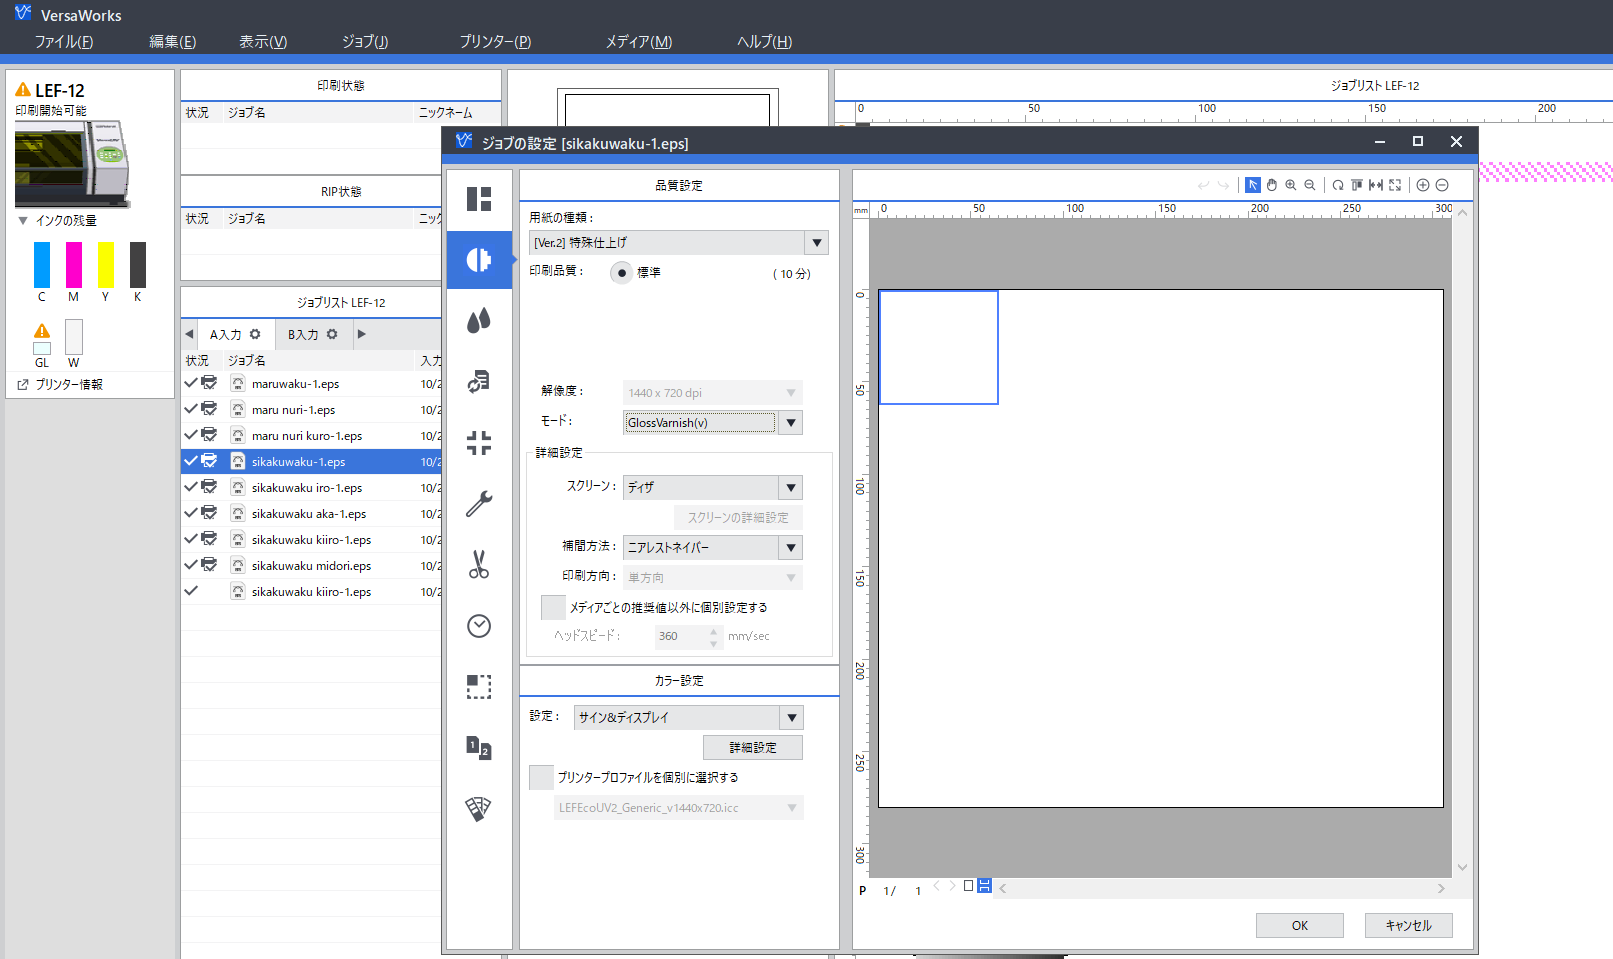 VersaWorks
ファイル(F) 編集(E) 表示(V) ジョブ(J) プリンター(P) メディア(M) ヘルプ(H)
LEF-12
印刷開始可能
インクの残量
C M Y K
GL W
プリンター情報
印刷状態
状況 ジョブ名 ニックネーム
RIP状態
状況 ジョブ名 ニック
ジョブリスト LEF-12
A入力 B入力
状況 ジョブ名 入力
maruwaku-1.eps 10/2
maru nuri-1.eps 10/2
maru nuri kuro-1.eps 10/2
sikakuwaku-1.eps 10/2
sikakuwaku iro-1.eps 10/2
sikakuwaku aka-1.eps 10/2
sikakuwaku kiiro-1.eps 10/2
sikakuwaku midori.eps 10/2
sikakuwaku kiiro-1.eps 10/2
ジョブリスト LEF-12
0 50 100 150 200
ジョブの設定 [sikakuwaku-1.eps]
品質設定
用紙の種類 :
[Ver.2] 特殊仕上げ
印刷品質 : 標準 ( 10 分)
解像度 : 1440 x 720 dpi
モード : GlossVarnish(v)
詳細設定
スクリーン : ディザ
スクリーンの詳細設定
補間方法 : ニアレストネイバー
印刷方向 : 単方向
メディアごとの推奨値以外に個別設定する
ヘッドスピード : 360 mm/sec
カラー設定
設定 : サイン&ディスプレイ
詳細設定
プリンタープロファイルを個別に選択する
LEFEcoUV2_Generic_v1440x720.icc
mm 0 50 100 150 200 250 300
0
50
100
150
200
250
300
P 1 / 1
OK キャンセル